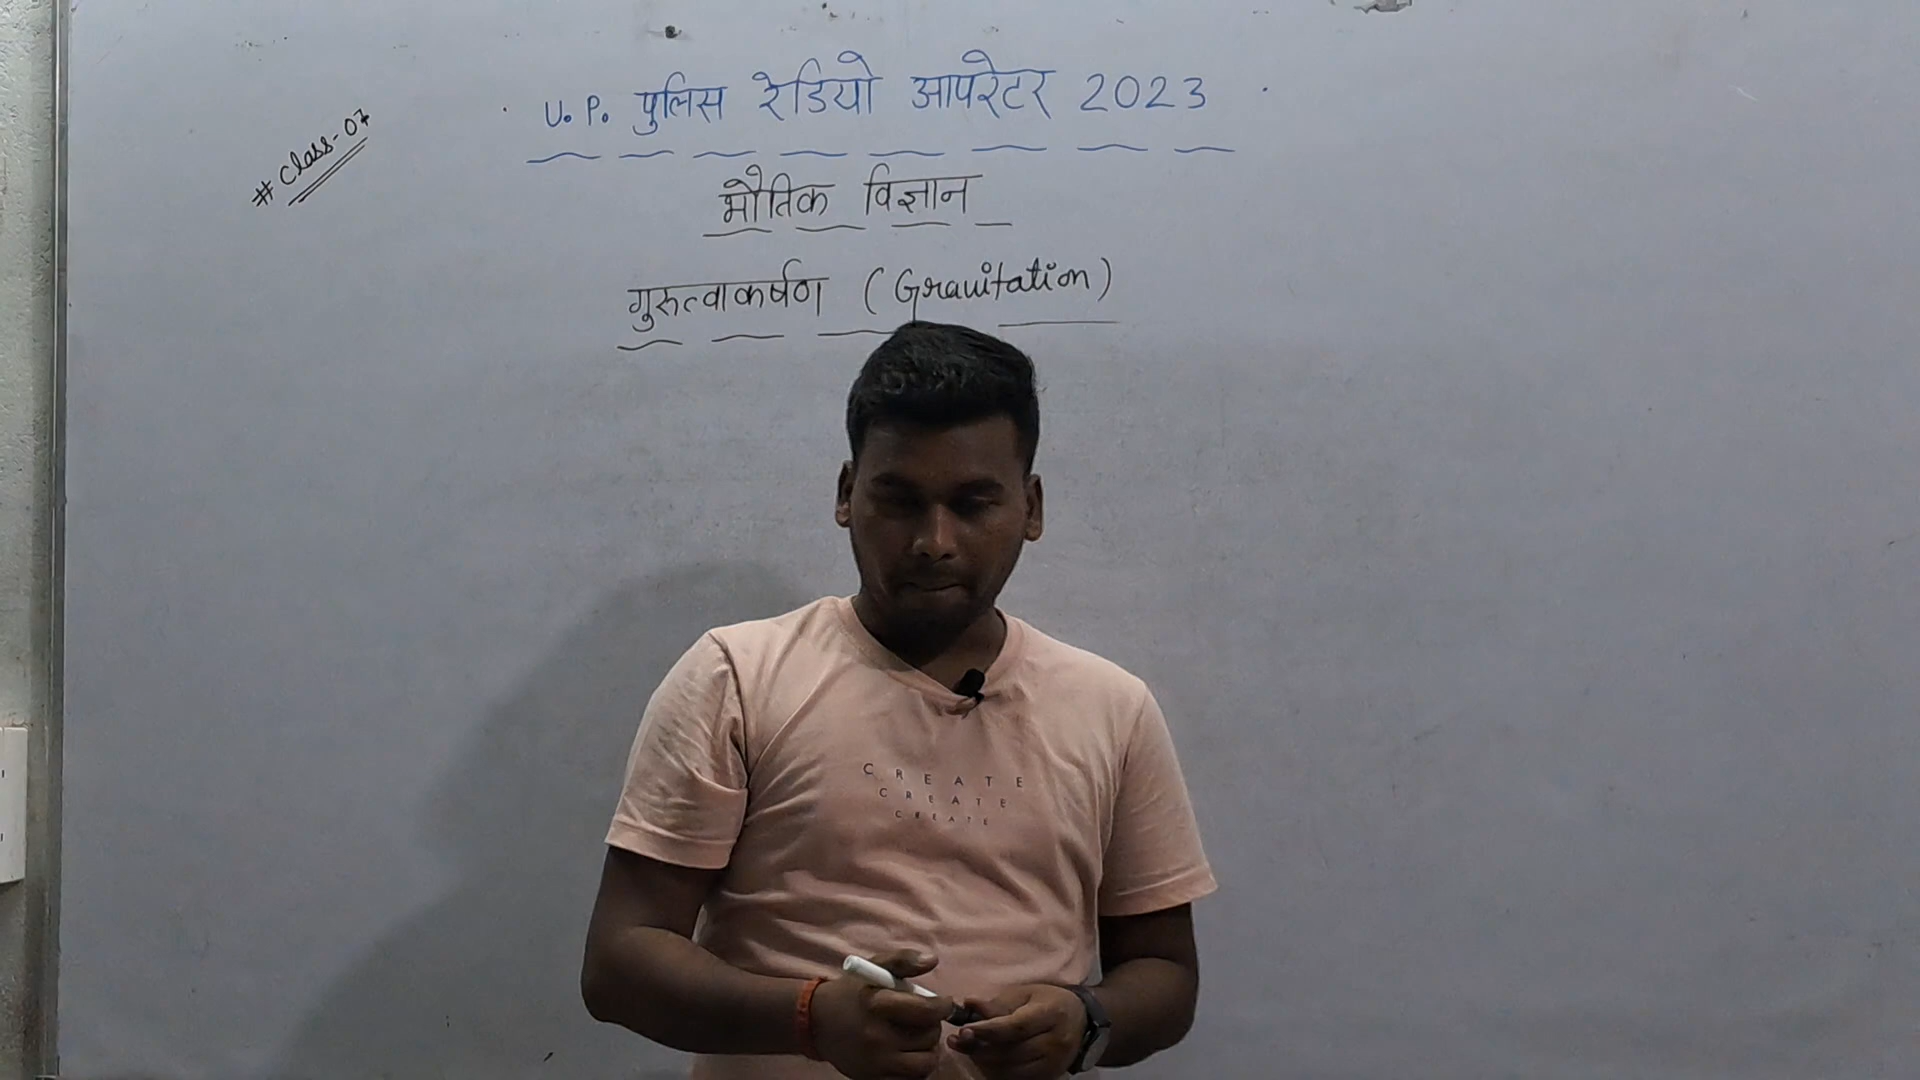 U. P. पुलिस रेडियो आपरेटर 2023
# Class-07
भौतिक विज्ञान
गुरुत्वाकर्षण (Gravitation)
CREATE
CREATE
CREATE